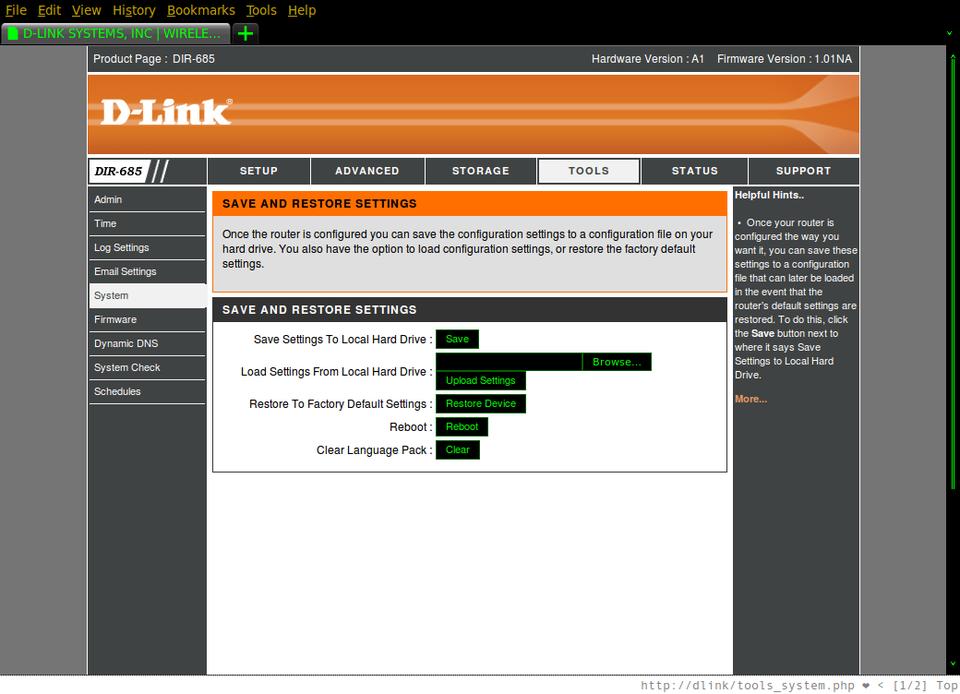 File Edit View History Bookmarks Tools Help
D-LINK SYSTEMS, INC | WIRELE...
Product Page : DIR-685 Hardware Version : A1 Firmware Version : 1.01NA
D-Link®
DIR-685 SETUP ADVANCED STORAGE TOOLS STATUS SUPPORT
Admin
Time
Log Settings
Email Settings
System
Firmware
Dynamic DNS
System Check
Schedules
SAVE AND RESTORE SETTINGS
Once the router is configured you can save the configuration settings to a configuration file on your
hard drive. You also have the option to load configuration settings, or restore the factory default
settings.
SAVE AND RESTORE SETTINGS
Save Settings To Local Hard Drive : Save
Load Settings From Local Hard Drive : Browse...
Upload Settings
Restore To Factory Default Settings : Restore Device
Reboot : Reboot
Clear Language Pack : Clear
Helpful Hints..
• Once your router is
configured the way you
want it, you can save these
settings to a configuration
file that can later be loaded
in the event that the
router's default settings are
restored. To do this, click
the Save button next to
where it says Save
Settings to Local Hard
Drive.
More...
http://dlink/tools_system.php ❤ < [1/2] Top